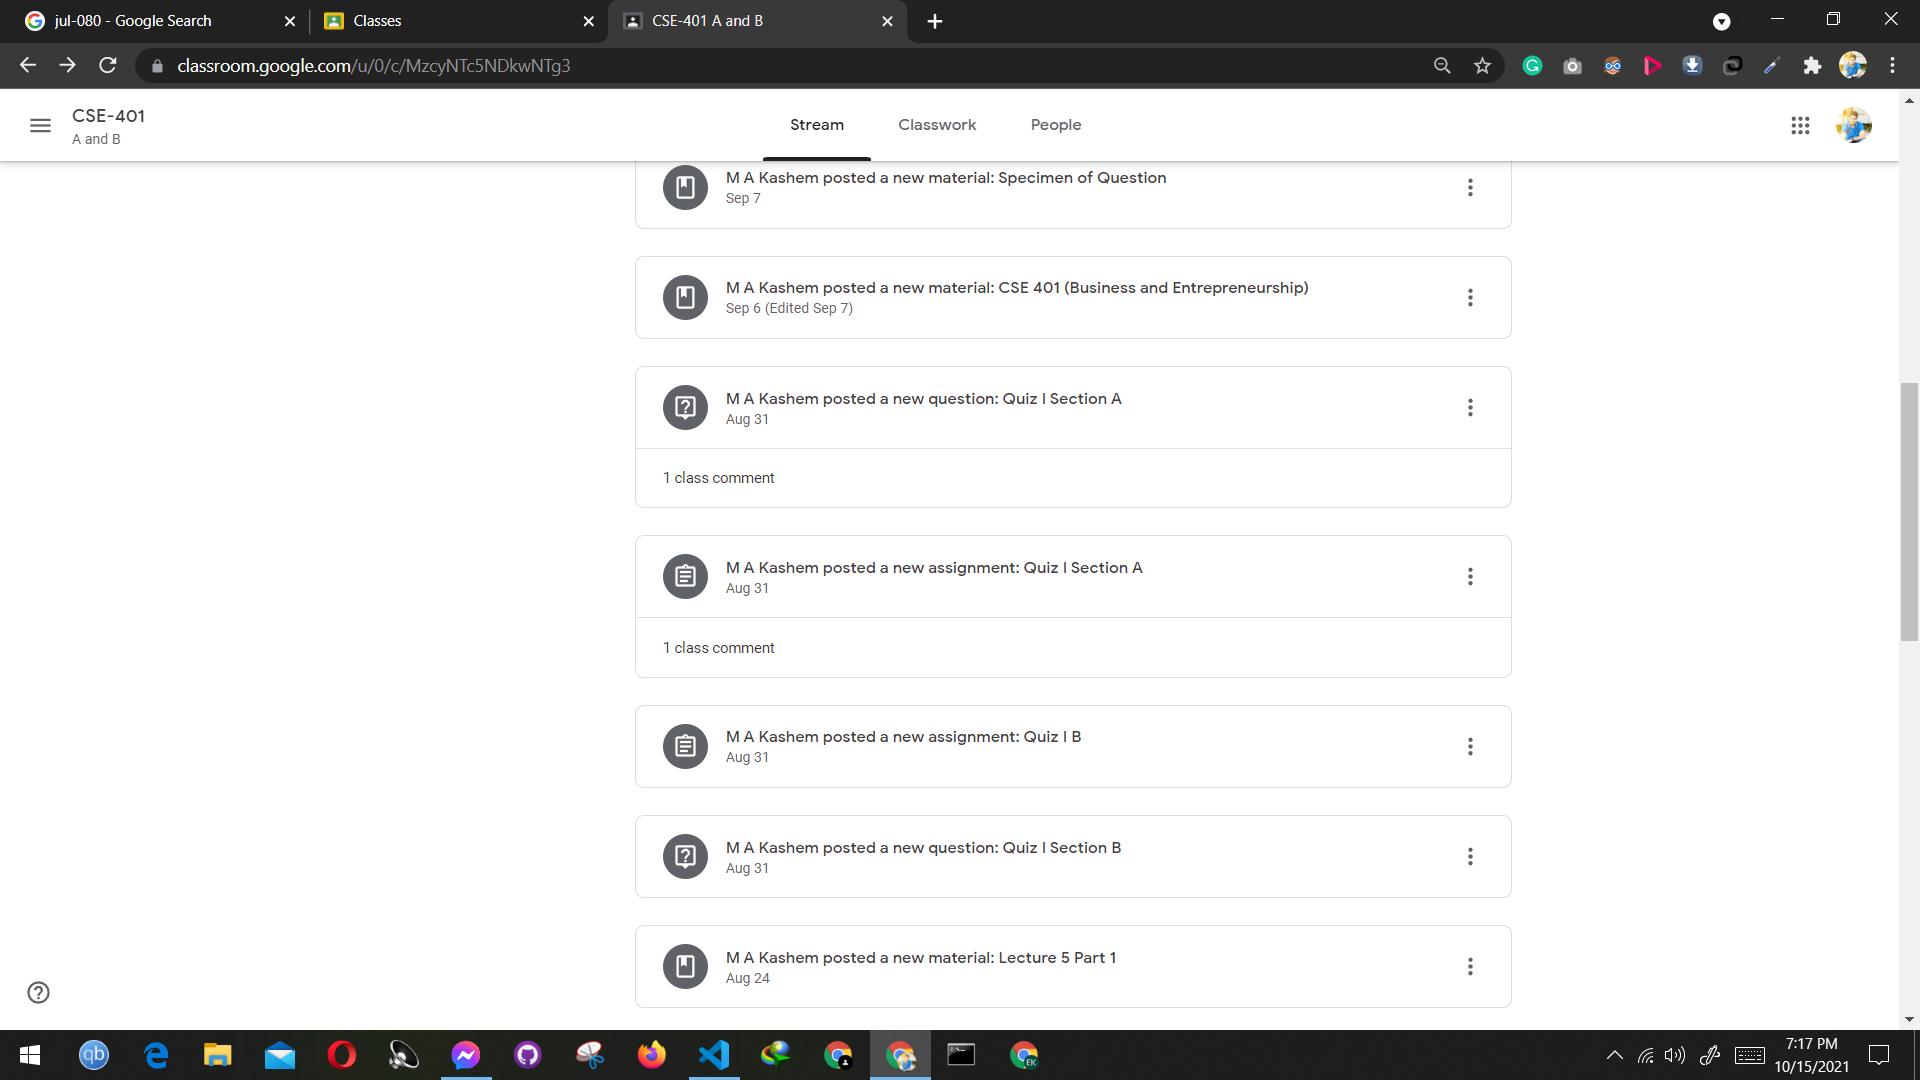 jul-080 - Google Search
Classes
CSE-401 A and B
classroom.google.com/u/0/c/MzcyNTc5NDkwNTg3
CSE-401
A and B
Stream
Classwork
People
M A Kashem posted a new material: Specimen of Question
Sep 7
M A Kashem posted a new material: CSE 401 (Business and Entrepreneurship)
Sep 6 (Edited Sep 7)
M A Kashem posted a new question: Quiz I Section A
Aug 31
1 class comment
M A Kashem posted a new assignment: Quiz I Section A
Aug 31
1 class comment
M A Kashem posted a new assignment: Quiz I B
Aug 31
M A Kashem posted a new question: Quiz I Section B
Aug 31
M A Kashem posted a new material: Lecture 5 Part 1
Aug 24
qb
EK
7:17 PM
10/15/2021